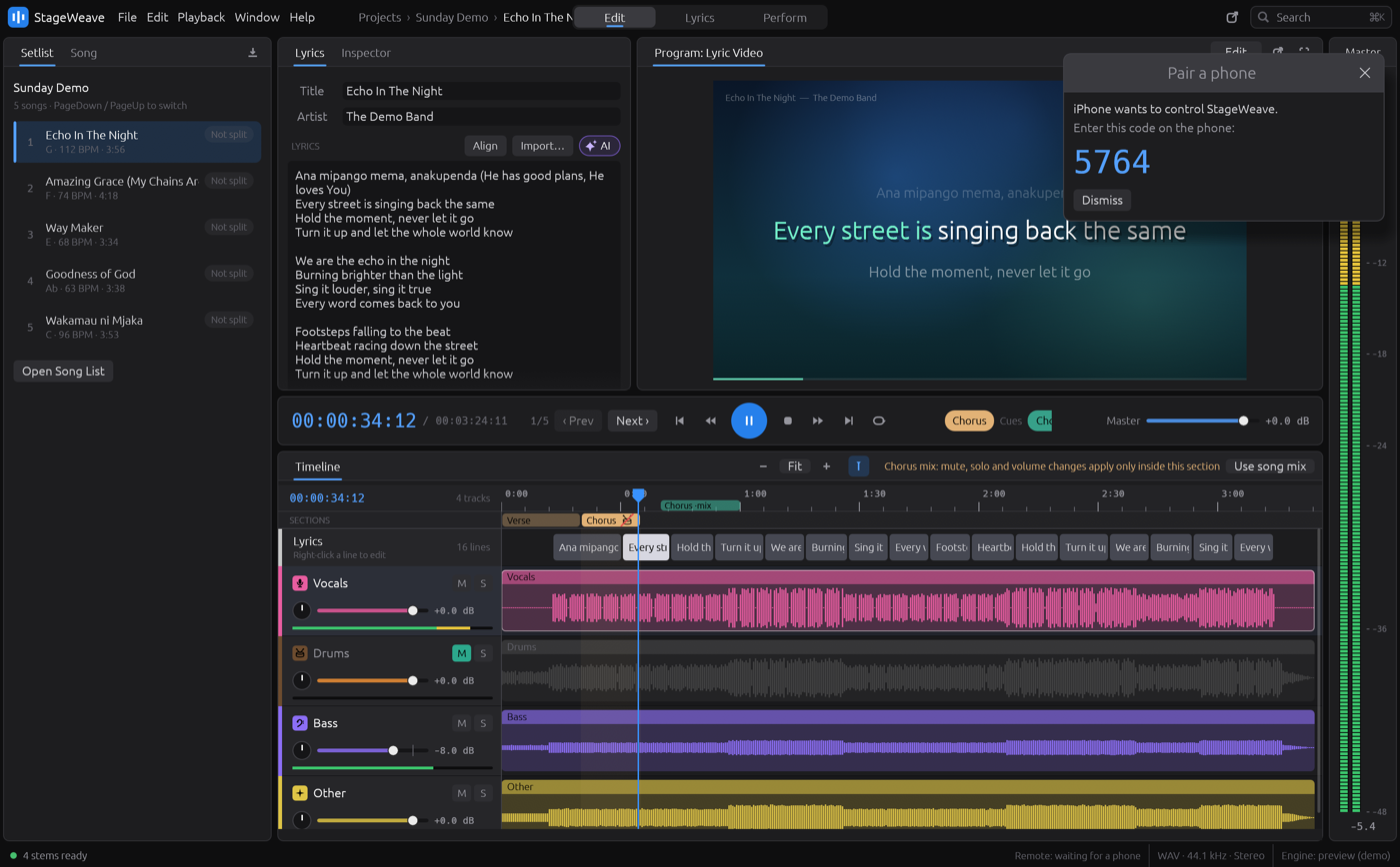 StageWeave File Edit Playback Window Help
Projects › Sunday Demo › Echo In The N
Edit Lyrics Perform
Search ⌘K
Setlist Song
Sunday Demo
5 songs · PageDown / PageUp to switch
1 Echo In The Night Not split
G · 112 BPM · 3:56
2 Amazing Grace (My Chains Ar Not split
F · 74 BPM · 4:18
3 Way Maker Not split
E · 68 BPM · 3:34
4 Goodness of God Not split
Ab · 63 BPM · 3:38
5 Wakamau ni Mjaka Not split
C · 96 BPM · 3:53
Open Song List
Lyrics Inspector
Title Echo In The Night
Artist The Demo Band
LYRICS Align Import… AI
Ana mipango mema, anakupenda (He has good plans, He
loves You)
Every street is singing back the same
Hold the moment, never let it go
Turn it up and let the whole world know
We are the echo in the night
Burning brighter than the light
Sing it louder, sing it true
Every word comes back to you
Footsteps falling to the beat
Heartbeat racing down the street
Hold the moment, never let it go
Turn it up and let the whole world know
Program: Lyric Video Edit
Echo In The Night — The Demo Band
Ana mipango mema, anakuper
Every street is singing back the same
Hold the moment, never let it go
Master
Pair a phone
iPhone wants to control StageWeave.
Enter this code on the phone:
5764
Dismiss
-12
-18
-24
-36
-48
-5.4
00:00:34:12 / 00:03:24:11 1/5 ‹ Prev Next ›
Chorus Cues Cho
Master +0.0 dB
Timeline
− Fit + Chorus mix: mute, solo and volume changes apply only inside this section Use song mix
00:00:34:12 4 tracks
0:00 1:00 1:30 2:00 2:30 3:00
Chorus mix
SECTIONS Verse Chorus
Lyrics 16 lines
Right-click a line to edit
Ana mipango Every stu Hold th Turn it up We are Burning Sing it Every Footst Heartb Hold th Turn it up We are Burning Sing it Every
Vocals M S
+0.0 dB
Vocals
Drums M S
+0.0 dB
Drums
Bass M S
-8.0 dB
Bass
Other M S
+0.0 dB
Other
4 stems ready
Remote: waiting for a phone WAV · 44.1 kHz · Stereo Engine: preview (demo)